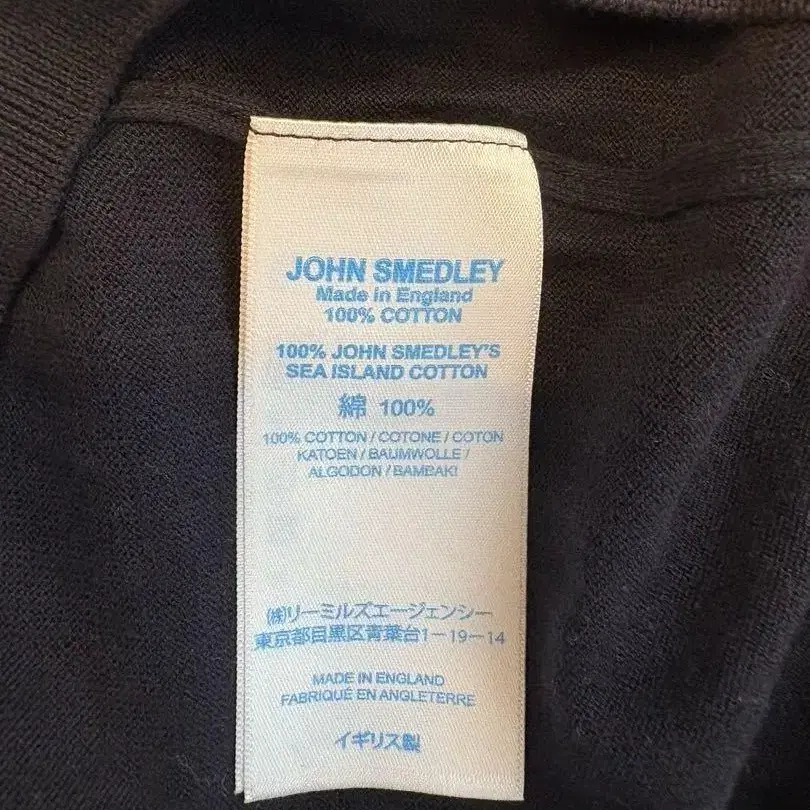 JOHN SMEDLEY
Made in England
100% COTTON
100% JOHN SMEDLEY'S
SEA ISLAND COTTON
綿 100%
100% COTTON / COTONE / COTON
KATOEN / BAUMWOLLE /
ALGODON / BAMBAKI
㈱リーミルズエージェンシー
東京都目黒区青葉台1-19-14
MADE IN ENGLAND
FABRIQUÉ EN ANGLETERRE
イギリス製